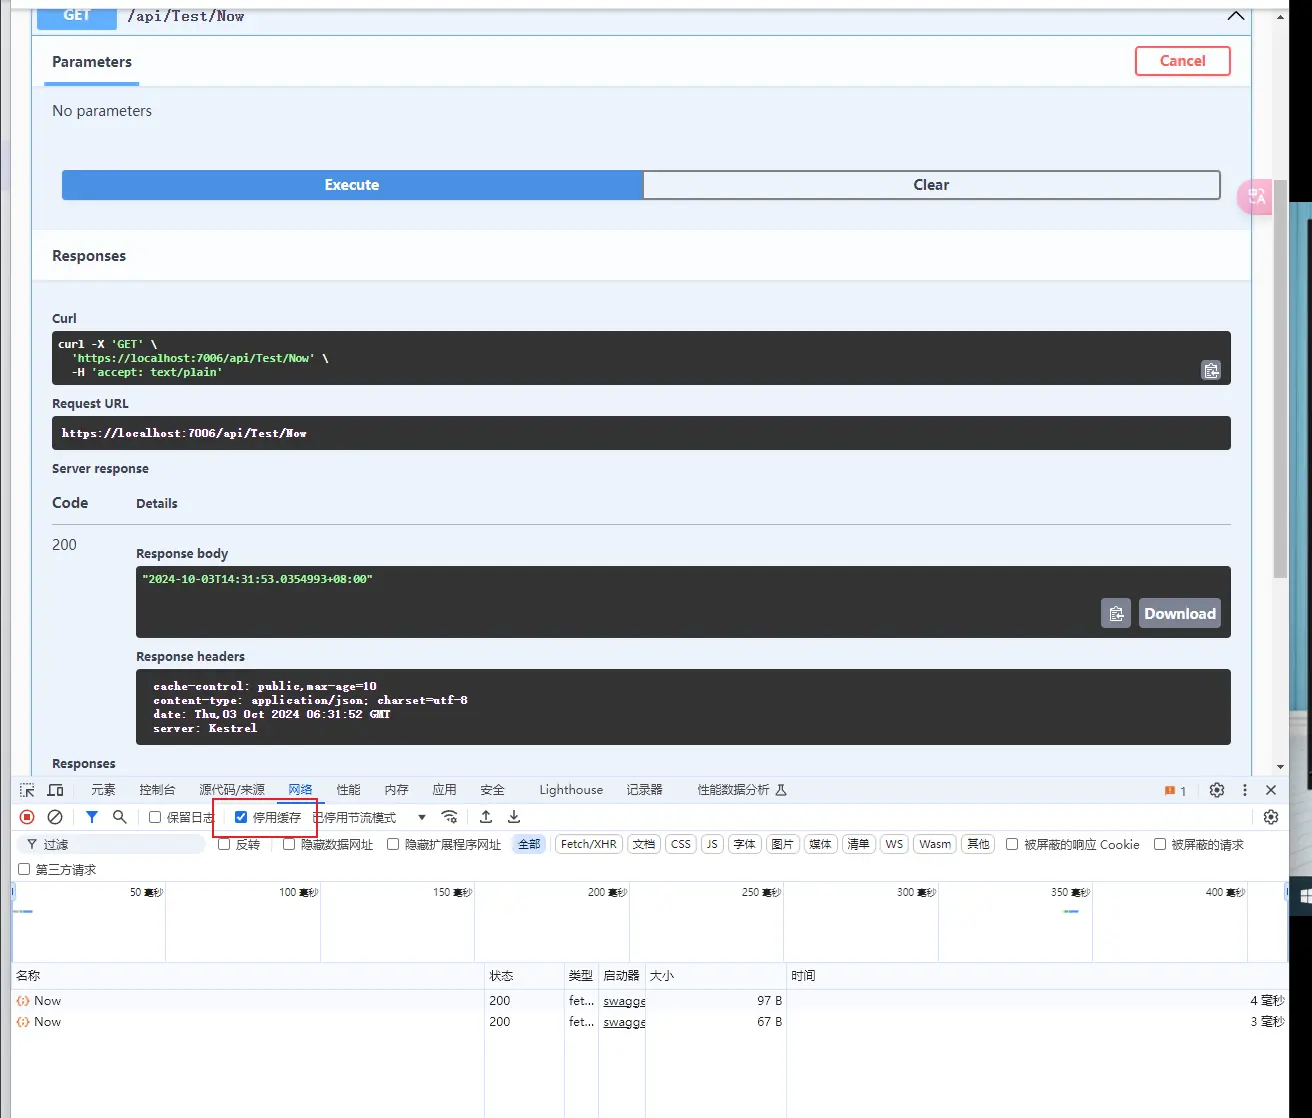 GET /api/Test/Now
Parameters
Cancel
No parameters
Execute
Clear
Responses
Curl
curl -X 'GET' \
'https://localhost:7006/api/Test/Now' \
-H 'accept: text/plain'
Request URL
https://localhost:7006/api/Test/Now
Server response
Code Details
200
Response body
"2024-10-03T14:31:53.0354993+08:00"
Download
Response headers
cache-control: public,max-age=10
content-type: application/json; charset=utf-8
date: Thu,03 Oct 2024 06:31:52 GMT
server: Kestrel
Responses
元素 控制台 源代码/来源 网络 性能 内存 应用 安全 Lighthouse 记录器 性能数据分析 1
保留日志 停用缓存 已停用节流模式
过滤 反转 隐藏数据网址 隐藏扩展程序网址 全部 Fetch/XHR 文档 CSS JS 字体 图片 媒体 清单 WS Wasm 其他 被屏蔽的响应 Cookie 被屏蔽的请求
第三方请求
50 毫秒 100 毫秒 150 毫秒 200 毫秒 250 毫秒 300 毫秒 350 毫秒 400 毫秒
名称 状态 类型 启动器 大小 时间
Now 200 fet... swagge 97 B 4 毫秒
Now 200 fet... swagge 67 B 3 毫秒